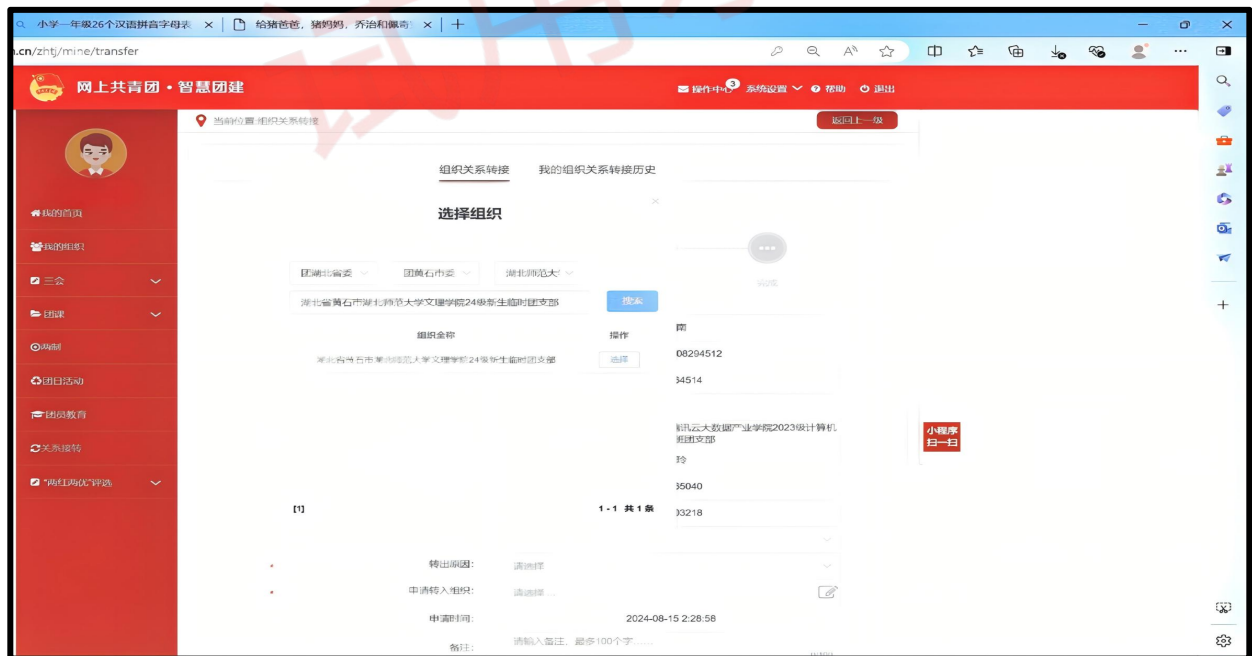 小学一年级26个汉语拼音字母表
给猪爸爸，猪妈妈，乔治和佩奇
.cn/zhtj/mine/transfer
网上共青团·智慧团建
操作中心 3 系统设置 帮助 退出
当前位置:组织关系转接
返回上一级
组织关系转接 我的组织关系转接历史
选择组织
我的首页
我的组织
三会
团课
两制
团日活动
团员教育
关系接转
“两红两优”评选
团湖北省委 团黄石市委 湖北师范大
湖北省黄石市湖北师范大学文理学院24级新生临时团支部 搜索
组织全称 操作
湖北省黄石市湖北师范大学文理学院24级新生临时团支部 选择
南
08294512
54514
讯云大数据产业学院2023级计算机
班团支部
玲
35040
[1] 1-1 共1条
03218
转出原因： 请选择
申请转入组织： 请选择...
申请时间： 2024-08-15 2:28:58
备注： 请输入备注，最多100个字......
小程序
扫一扫
试用